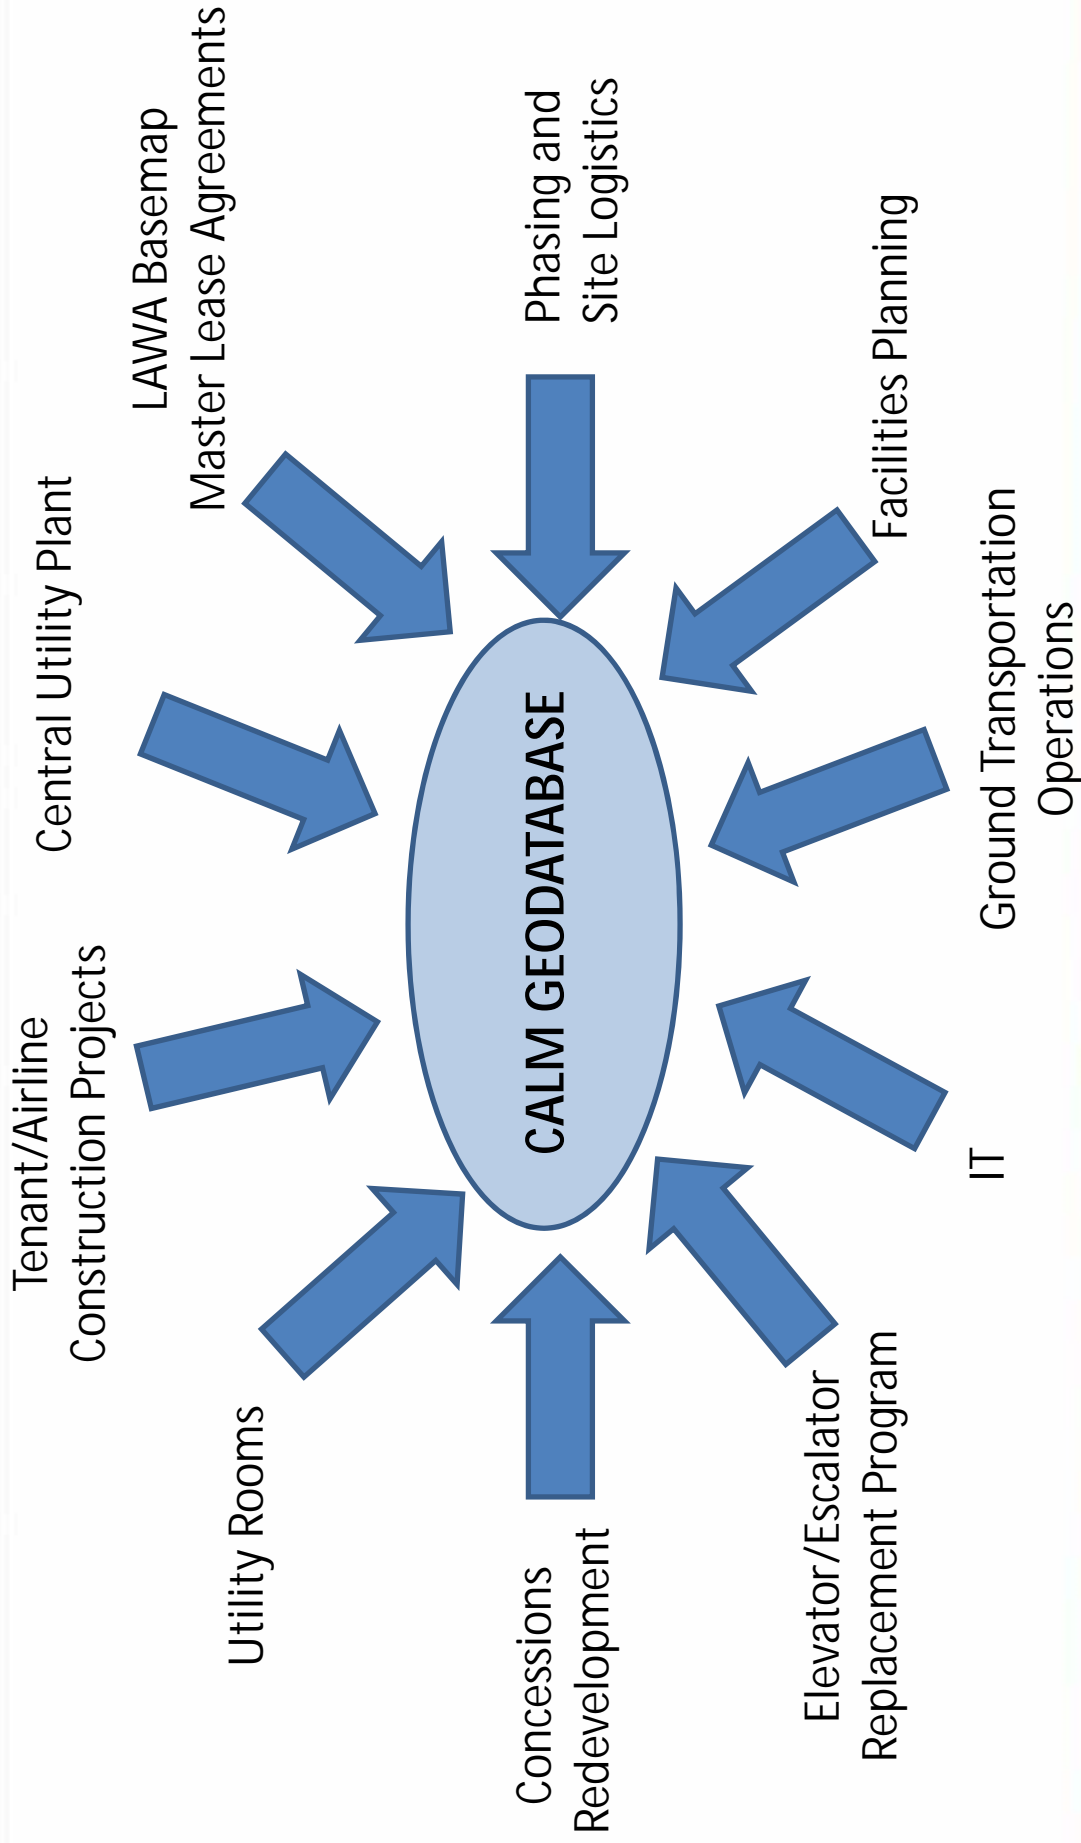 Tenant/Airline
Construction Projects
Central Utility Plant
LAWA Basemap
Master Lease Agreements
Utility Rooms
Concessions
Redevelopment
CALM GEODATABASE
Phasing and
Site Logistics
Elevator/Escalator
Replacement Program
IT
Ground Transportation
Operations
Facilities Planning